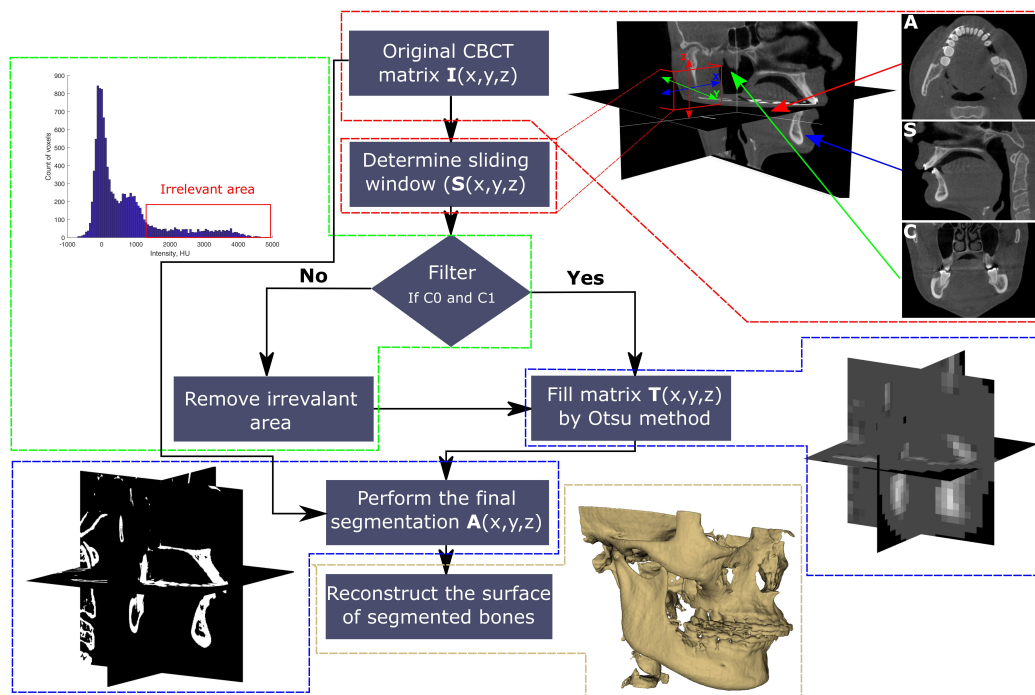 Original CBCT
matrix I(x,y,z)
A
Z
X
Y
900
800
700
600
500
400
300
200
100
0
Count of voxels
Irrelevant area
-1000
0
1000
2000
3000
4000
5000
Intensity, HU
Determine sliding
window (S(x,y,z)
S
C
Filter
If C0 and C1
No
Yes
Remove irrevalant
area
Fill matrix T(x,y,z)
by Otsu method
Perform the final
segmentation A(x,y,z)
Reconstruct the surface
of segmented bones